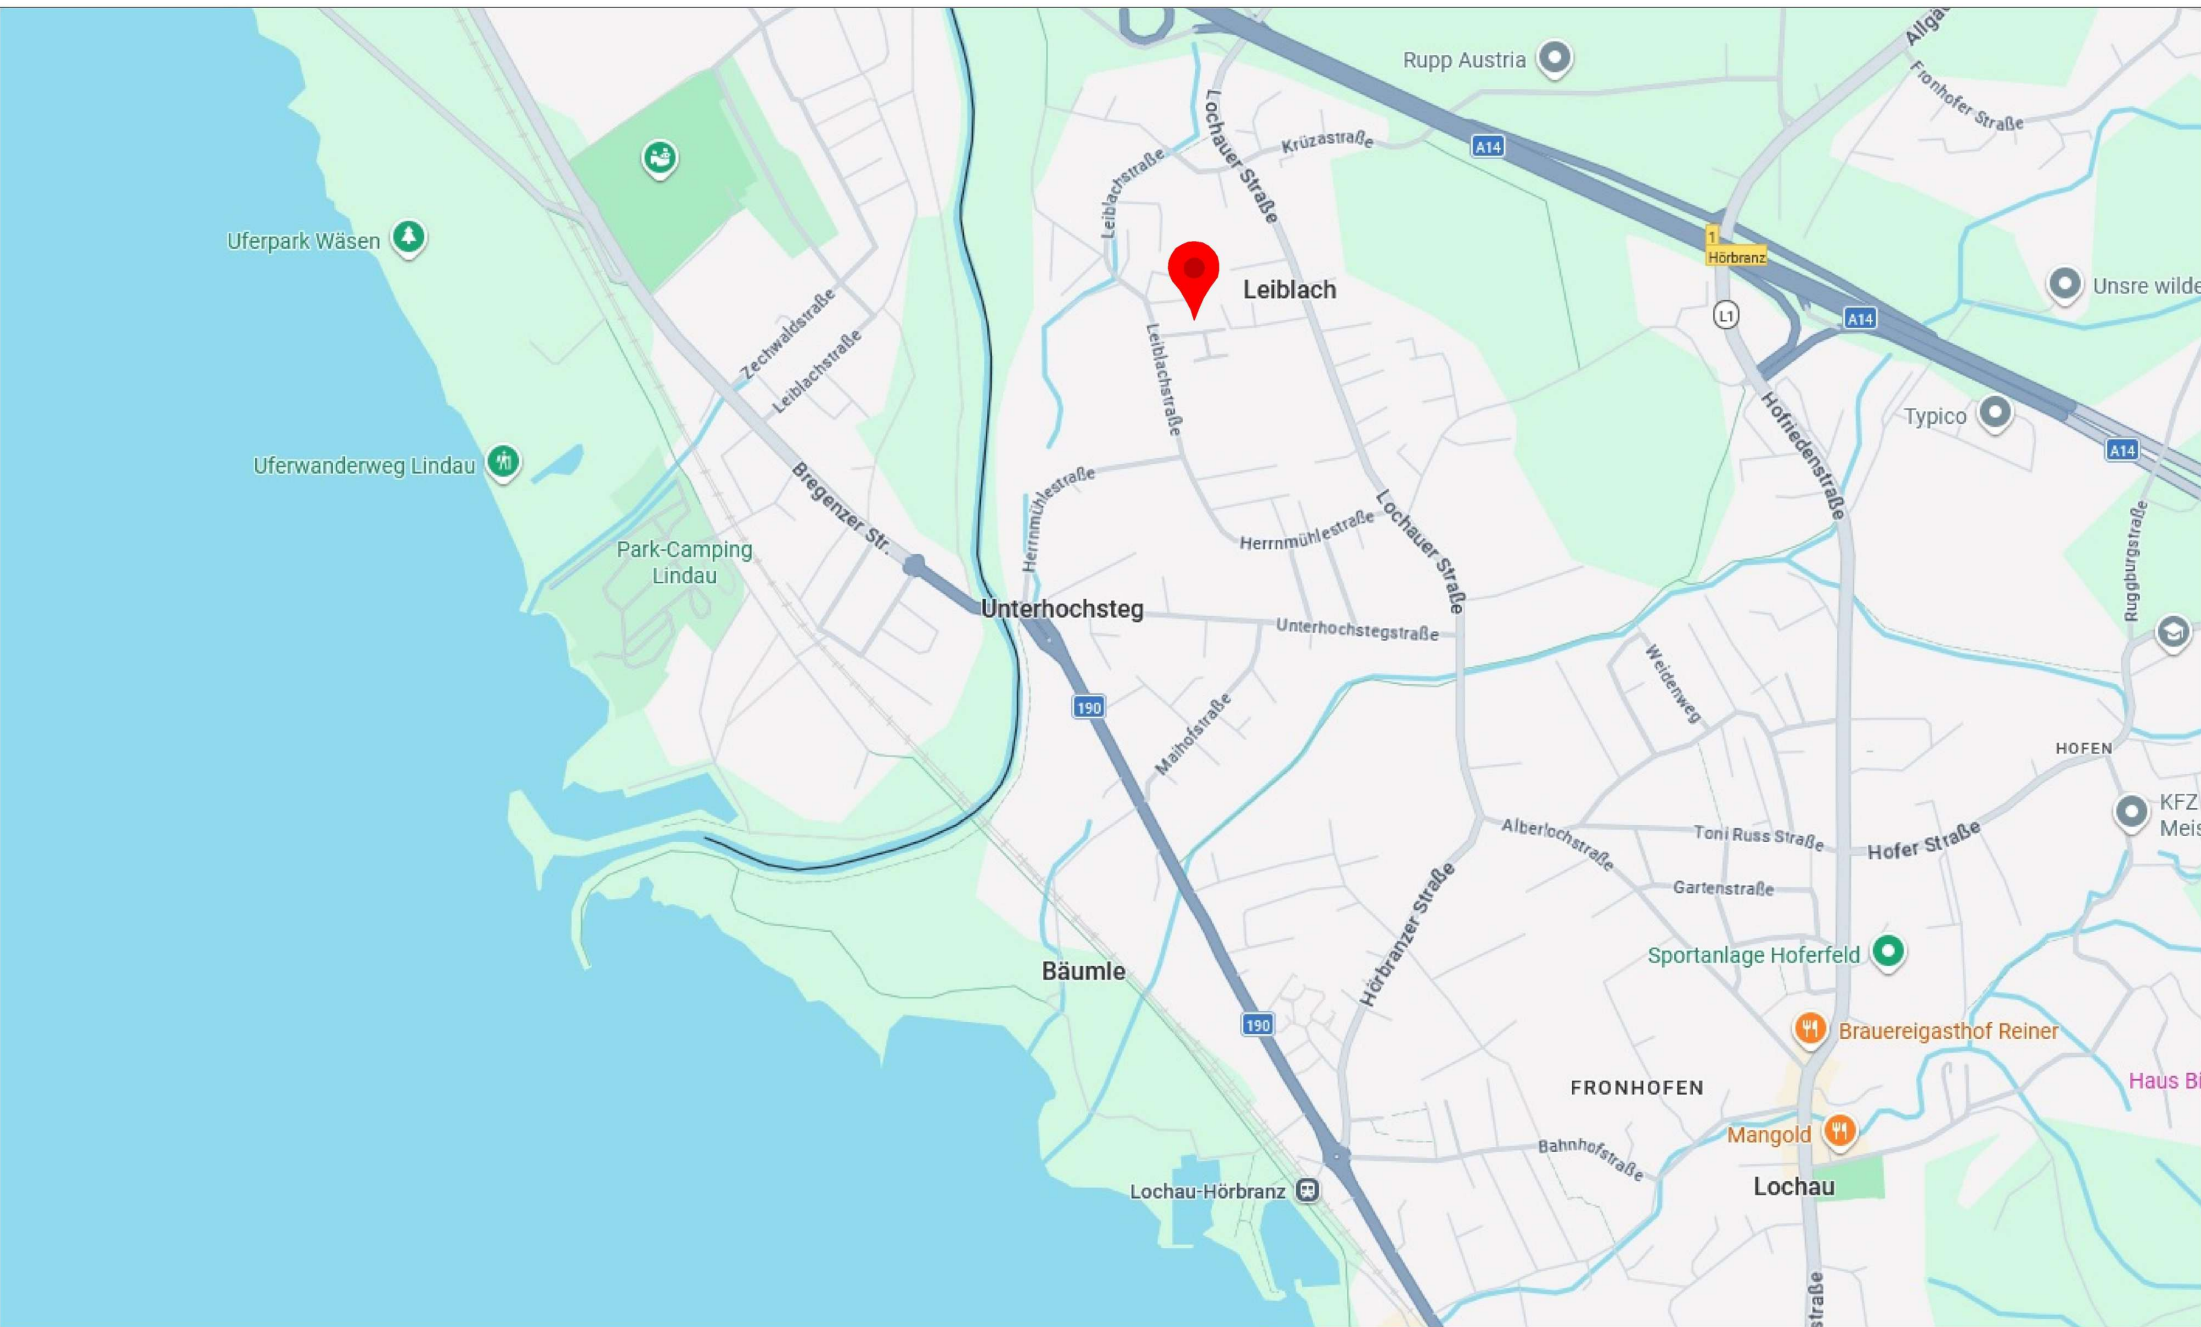 Allgä
Rupp Austria
Fronhofer Straße
Lochauer Straße
Krüzastraße
A14
Leiblachstraße
Uferpark Wäsen
1
Hörbranz
Unsre wilde
Leiblach
L1
A14
Zechwaldstraße
Leiblachstraße
Leiblachstraße
Hofriedenstraße
Typico
A14
Uferwanderweg Lindau
Bregenzer Str.
Herrnmühlestraße
Herrnmühlestraße
Lochauer Straße
Ruggburgstraße
Park-Camping
Lindau
Unterhochsteg
Unterhochstegstraße
Weidenweg
190
Maihofstraße
HOFEN
KFZ
Meis
Alberlochstraße
Toni Russ Straße
Hofer Straße
Gartenstraße
Hörbranzer Straße
Sportanlage Hoferfeld
Bäumle
190
Brauereigasthof Reiner
FRONHOFEN
Haus Bi
Mangold
Bahnhofstraße
Lochau-Hörbranz
Lochau
straße